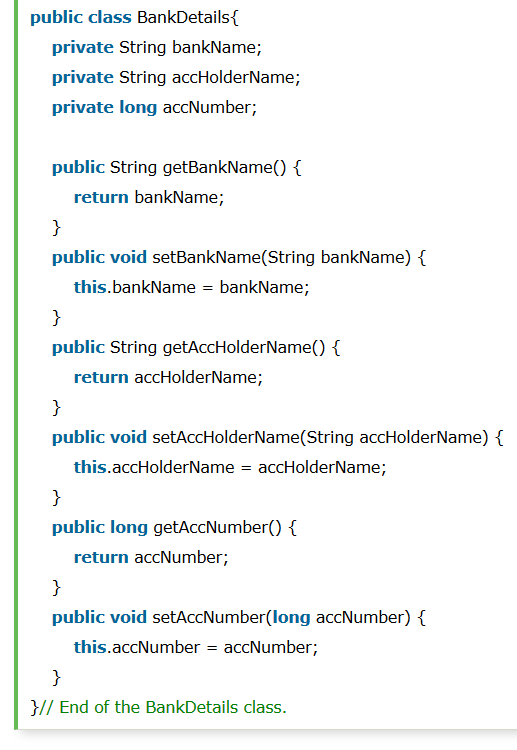 public class BankDetails{
private String bankName;
private String accHolderName;
private long accNumber;
public String getBankName() {
return bankName;
}
public void setBankName(String bankName) {
this.bankName = bankName;
}
public String getAccHolderName() {
return accHolderName;
}
public void setAccHolderName(String accHolderName) {
this.accHolderName = accHolderName;
}
public long getAccNumber() {
return accNumber;
}
public void setAccNumber(long accNumber) {
this.accNumber = accNumber;
}
}// End of the BankDetails class.